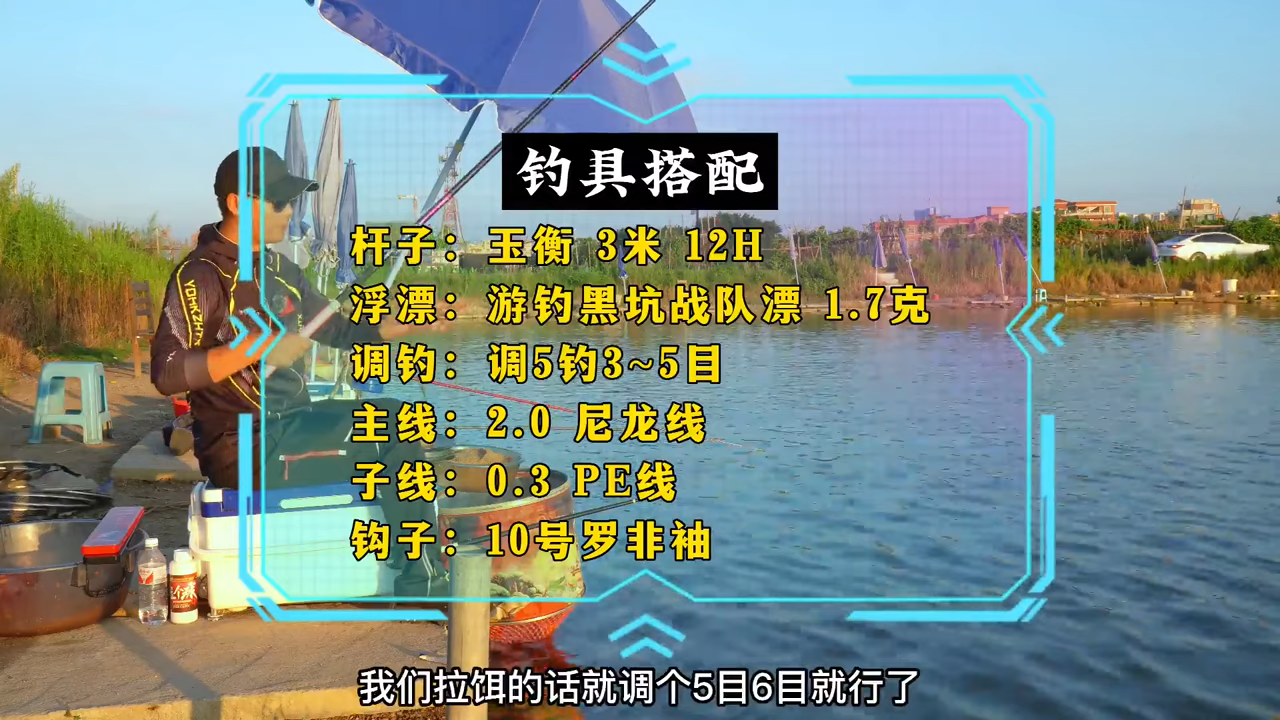 钓具搭配
杆子：玉衡 3米 12H
浮漂：游钓黑坑战队漂 1.7克
调钓：调5钓3~5目
主线：2.0 尼龙线
子线：0.3 PE线
钩子：10号罗非袖
我们拉饵的话就调个5目6目就行了